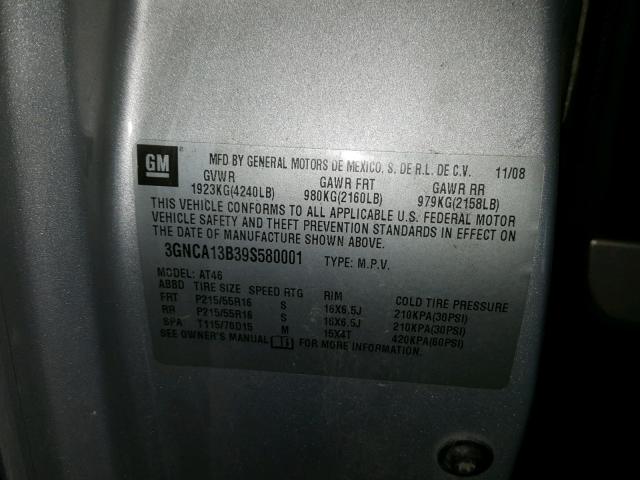 GM MFD BY GENERAL MOTORS DE MEXICO, S. DE R.L. DE C.V. 11/08
GVWR GAWR FRT GAWR RR
1923KG(4240LB) 980KG(2160LB) 979KG(2158LB)
THIS VEHICLE CONFORMS TO ALL APPLICABLE U.S. FEDERAL MOTOR
VEHICLE SAFETY AND THEFT PREVENTION STANDARDS IN EFFECT ON
THE DATE OF MANUFACTURE SHOWN ABOVE.
3GNCA13B39S580001 TYPE: M.P.V.
MODEL: AT46
ABBD TIRE SIZE SPEED RTG RIM COLD TIRE PRESSURE
FRT P215/55R16 S 16X6.5J 210KPA(30PSI)
RR P215/55R16 S 16X6.5J 210KPA(30PSI)
SPA T115/70D15 M 15X4T 420KPA(60PSI)
SEE OWNER'S MANUAL FOR MORE INFORMATION.